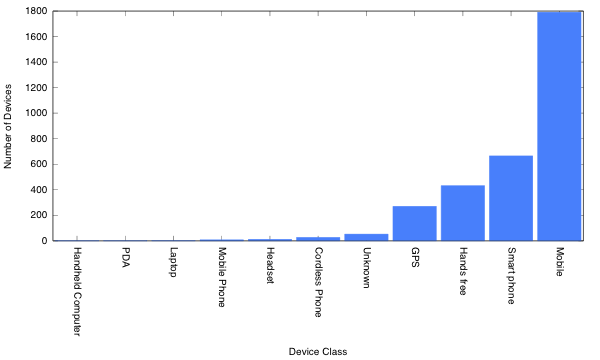 1800
1600
1400
1200
1000
800
600
400
200
0
Number of Devices
Handheld Computer
PDA
Laptop
Mobile Phone
Headset
Cordless Phone
Unknown
GPS
Hands free
Smart phone
Mobile
Device Class